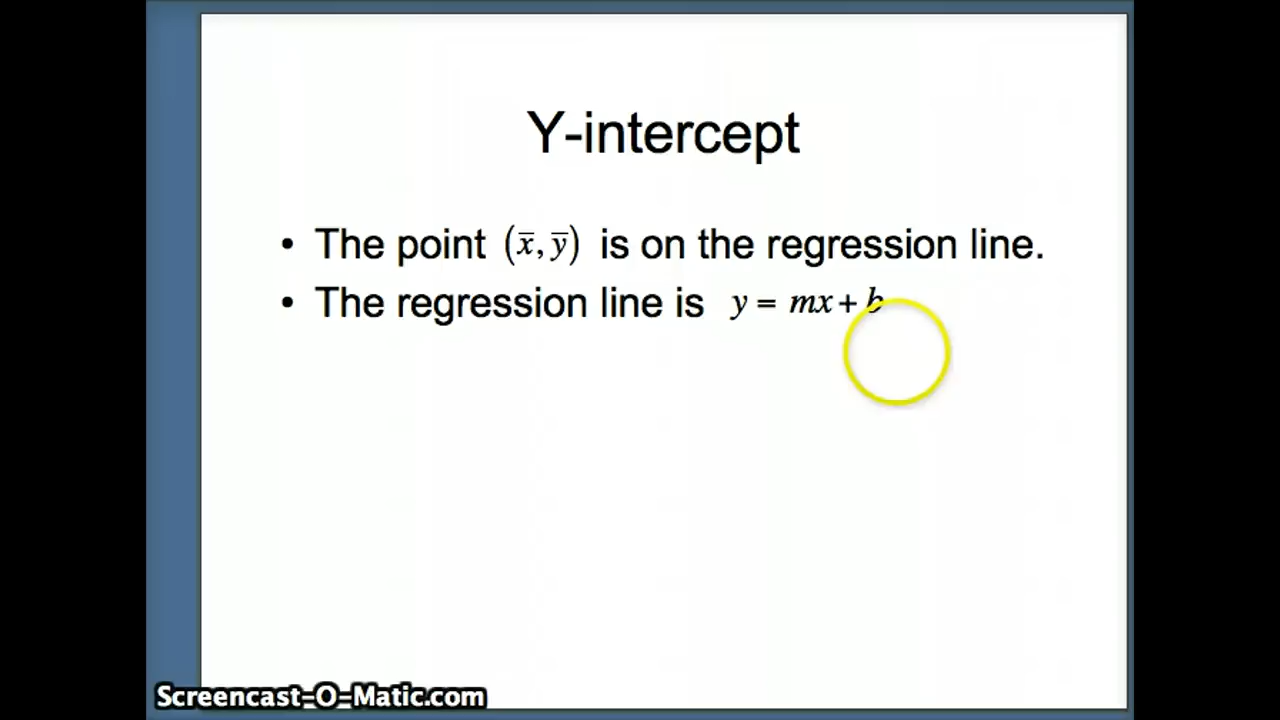 Y-intercept
• The point (x̅, y̅) is on the regression line.
• The regression line is y = mx + b
Screencast-O-Matic.com